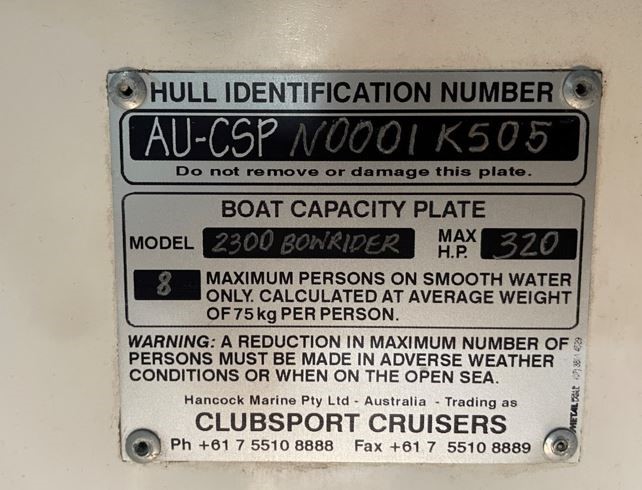 HULL IDENTIFICATION NUMBER
AU-CSP N0001 K505
Do not remove or damage this plate.
BOAT CAPACITY PLATE
MODEL 2300 BOWRIDER MAX H.P. 320
8 MAXIMUM PERSONS ON SMOOTH WATER
ONLY. CALCULATED AT AVERAGE WEIGHT
OF 75 kg PER PERSON.
WARNING: A REDUCTION IN MAXIMUM NUMBER OF
PERSONS MUST BE MADE IN ADVERSE WEATHER
CONDITIONS OR WHEN ON THE OPEN SEA.
Hancock Marine Pty Ltd - Australia - Trading as
CLUBSPORT CRUISERS
Ph +61 7 5510 8888 Fax +61 7 5510 8889